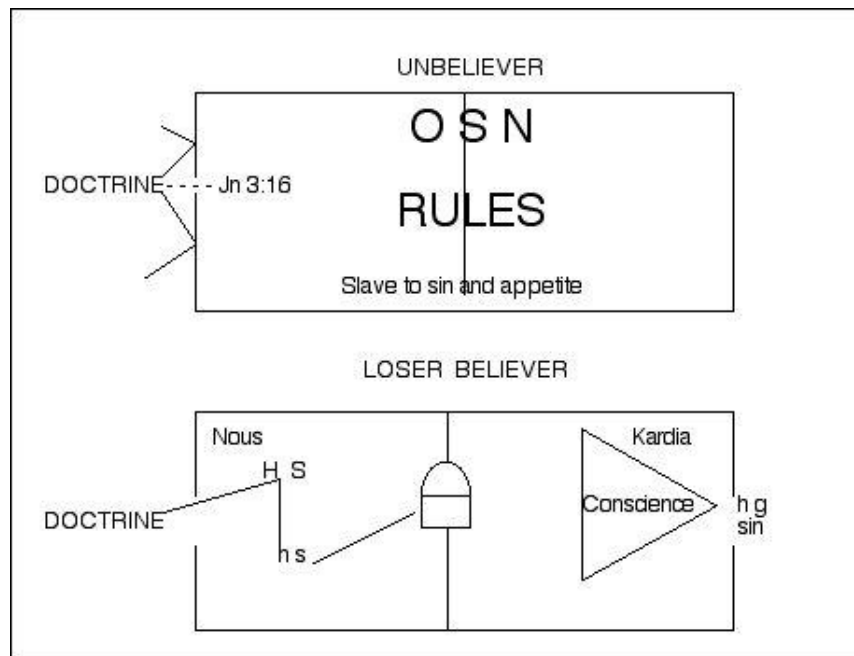 UNBELIEVER
O S N
DOCTRINE Jn 3:16
RULES
Slave to sin and appetite
LOSER BELIEVER
Nous
Kardia
H S
Conscience
h g
DOCTRINE
sin
h s